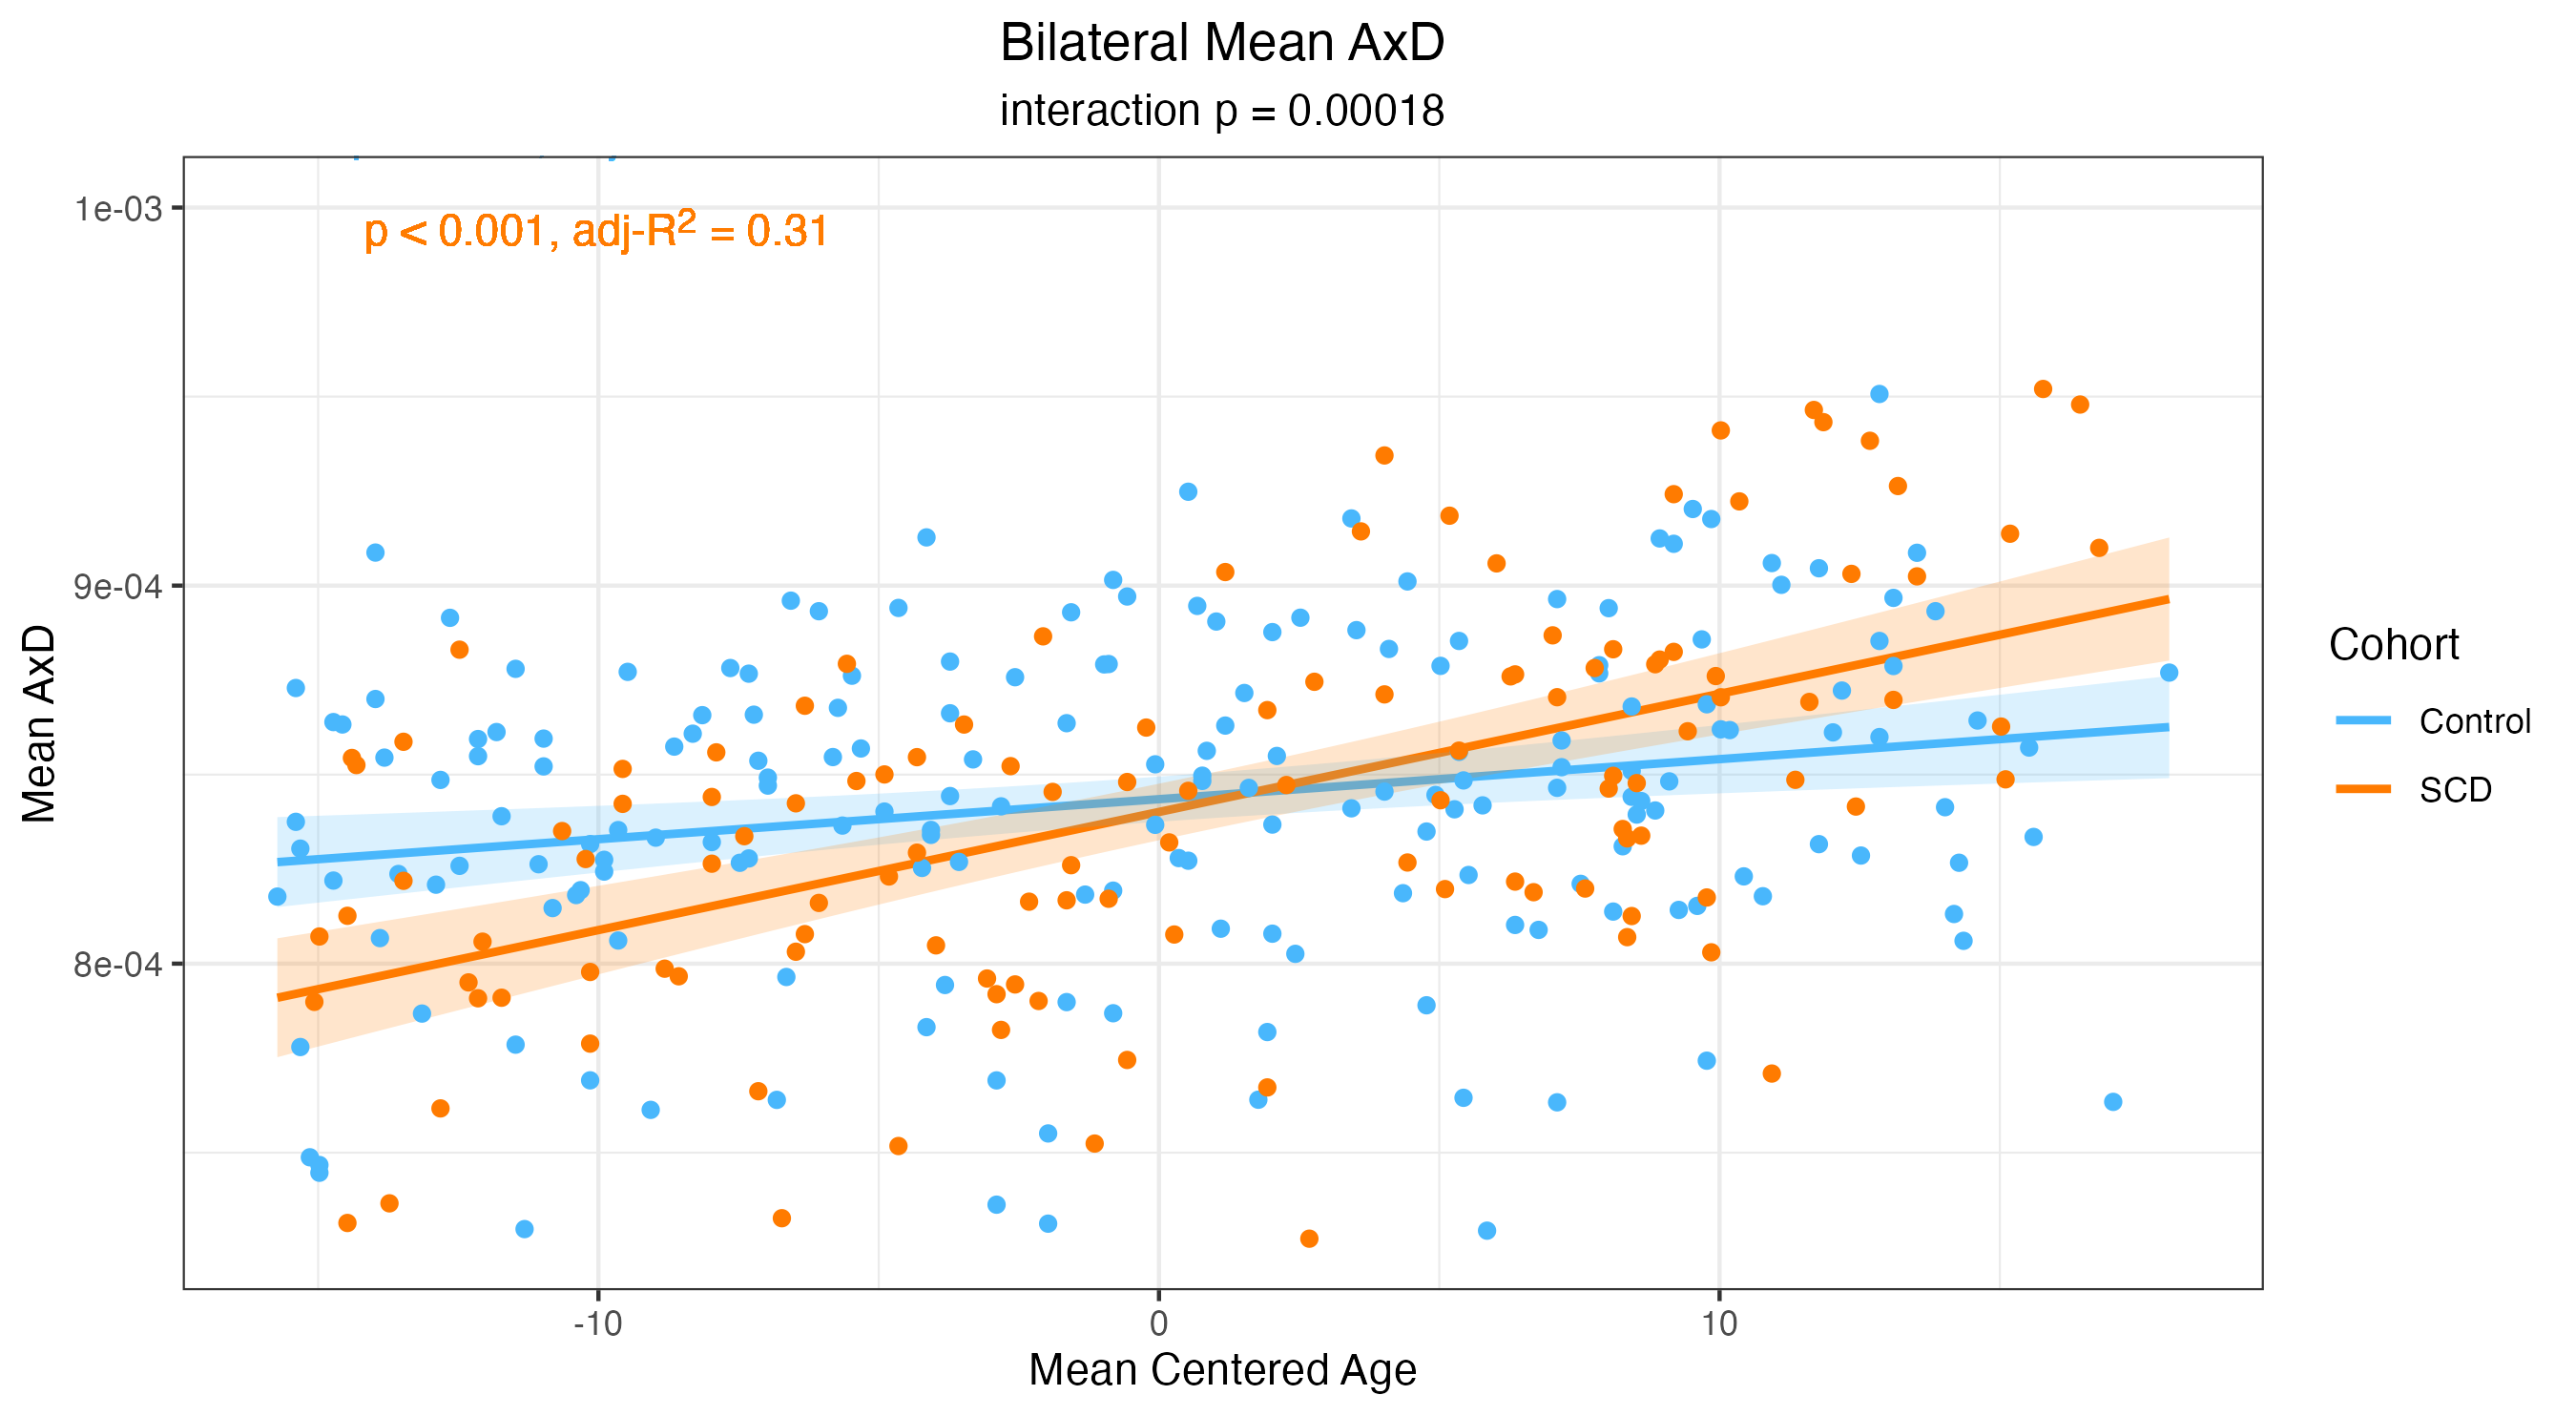 Bilateral Mean AxD
interaction p = 0.00018
1e-03
p < 0.001, adj-R² = 0.31
9e-04
8e-04
Mean AxD
-10 0 10
Mean Centered Age
Cohort
Control
SCD